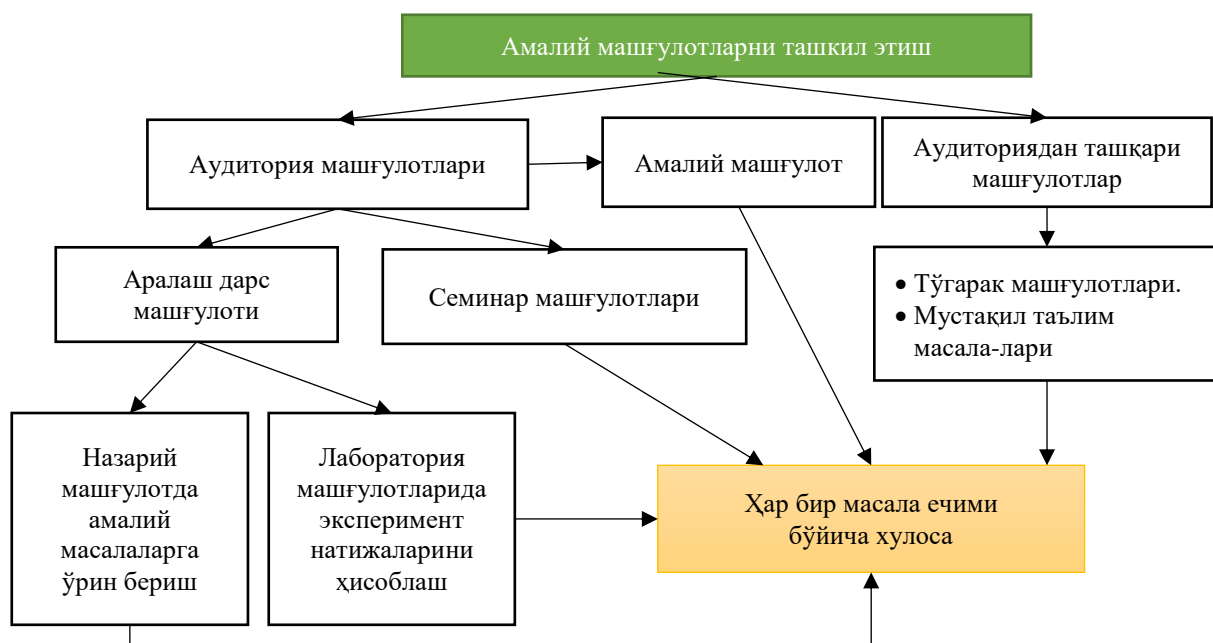 Амалий машғулотларни ташкил этиш
Аудитория машғулотлари
Амалий машғулот
Аудиториядан ташқари
машғулотлар
Аралаш дарс
машғулоти
Семинар машғулотлари
• Тўгарак машғулотлари.
• Мустақил таълим
масала-лари
Назарий
машғулотда
амалий
масалаларга
ўрин бериш
Лаборатория
машғулотларида
эксперимент
натижаларини
ҳисоблаш
Ҳар бир масала ечими
бўйича хулоса